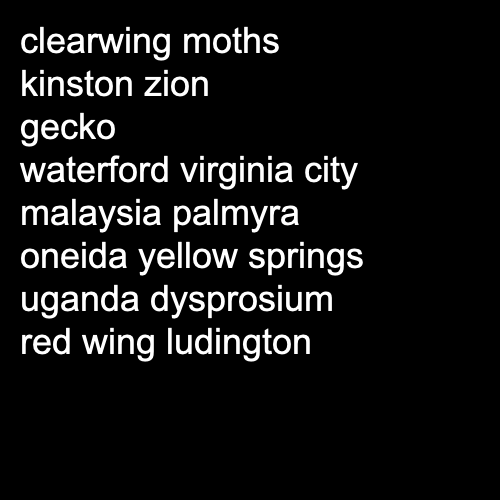 clearwing moths
kinston zion
gecko
waterford virginia city
malaysia palmyra
oneida yellow springs
uganda dysprosium
red wing ludington